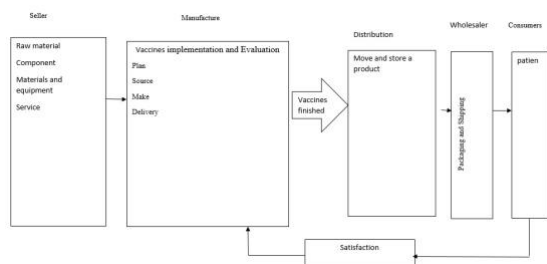 Seller
Manufacture
Distribution
Wholesaler
Consumers
Raw material
Component
Materials and
equipment
Service
Vaccines implementation and Evaluation
Plan
Source
Make
Delivery
Vaccines
finished
Move and store a
product
Packaging and Shipping
patien
Satisfaction